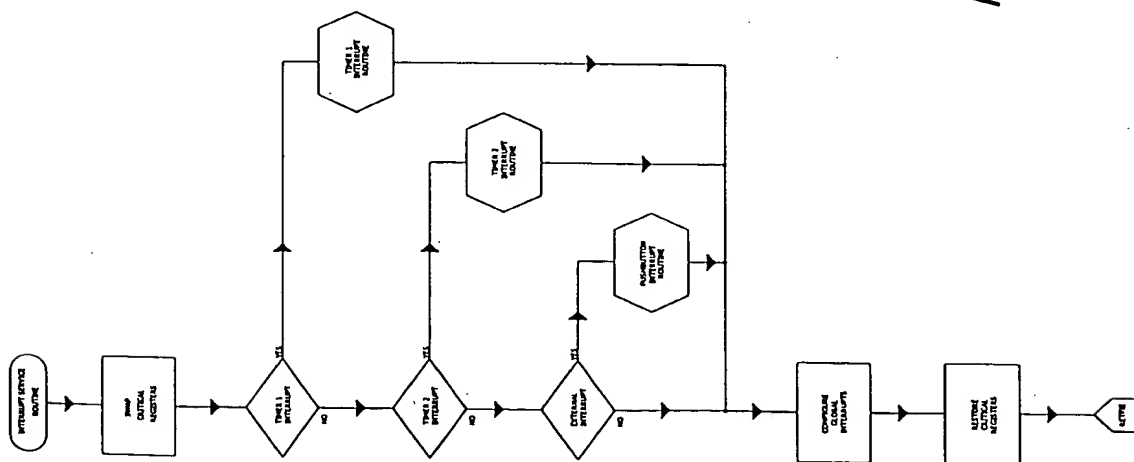 INTERRUPT SERVICE
ROUTINE
SWAP
CRITICAL
REGISTERS
TIMER 1
INTERRUPT
YES
NO
TIMER 1
INTERRUPT
ROUTINE
TIMER 2
INTERRUPT
YES
NO
TIMER 2
INTERRUPT
ROUTINE
EXTERNAL
INTERRUPT
YES
NO
PUSHBUTTON
INTERRUPT
ROUTINE
CONFIGURE
GLOBAL
INTERRUPTS
RESTORE
CRITICAL
REGISTERS
RETFIE